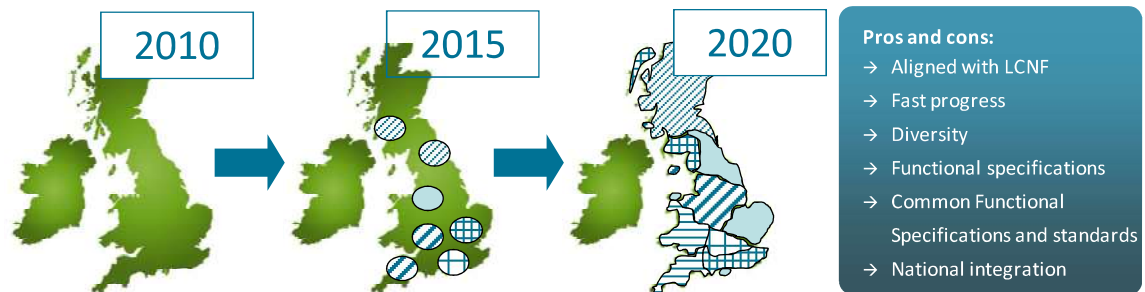 2010
2015
2020
Pros and cons:
→ Aligned with LCNF
→ Fast progress
→ Diversity
→ Functional specifications
→ Common Functional
Specifications and standards
→ National integration